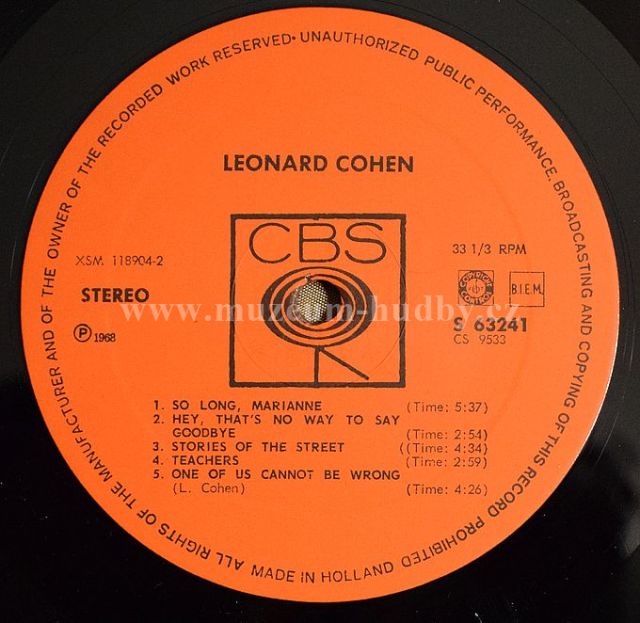 ALL RIGHTS OF THE MANUFACTURER AND OF THE OWNER OF THE RECORDED WORK RESERVED • UNAUTHORIZED PUBLIC PERFORMANCE, BROADCASTING AND COPYING OF THIS RECORD PROHIBITED
LEONARD COHEN
CBS
XSM 118904-2
33 1/3 RPM
STEREO
B.I.E.M.
www.muzeum-hudby.cz
℗ 1968
S 63241
CS 9533
1. SO LONG, MARIANNE (Time: 5:37)
2. HEY, THAT'S NO WAY TO SAY
GOODBYE (Time: 2:54)
3. STORIES OF THE STREET ((Time: 4:34)
4. TEACHERS (Time: 2:59)
5. ONE OF US CANNOT BE WRONG
(L. Cohen) (Time: 4:26)
MADE IN HOLLAND